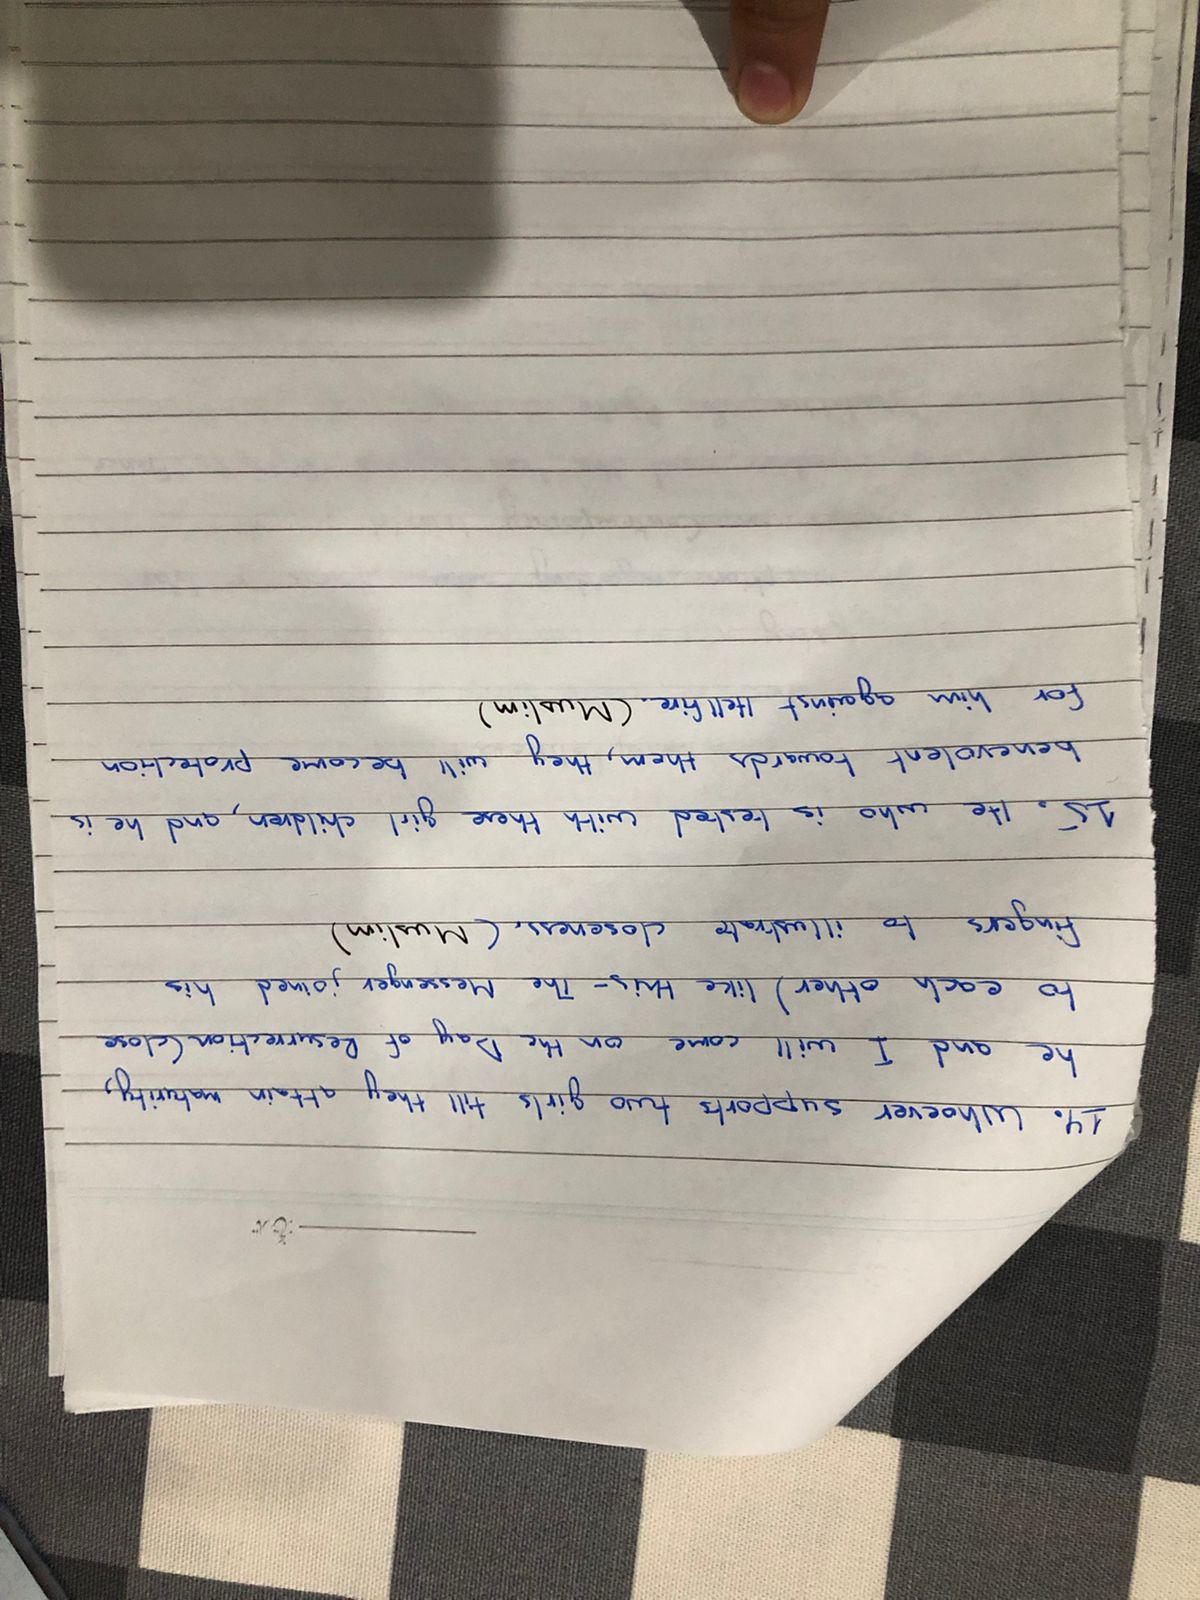 تاریخ:
14. Whoever supports two girls till they attain maturity,
he and I will come on the Day of Resurrection (close
to each other) like this - The Messenger joined his
fingers to illustrate closeness. (Muslim)
15. He who is tested with these girl children, and he is
benevolent towards them, they will become protection
for him against Hellfire. (Muslim)